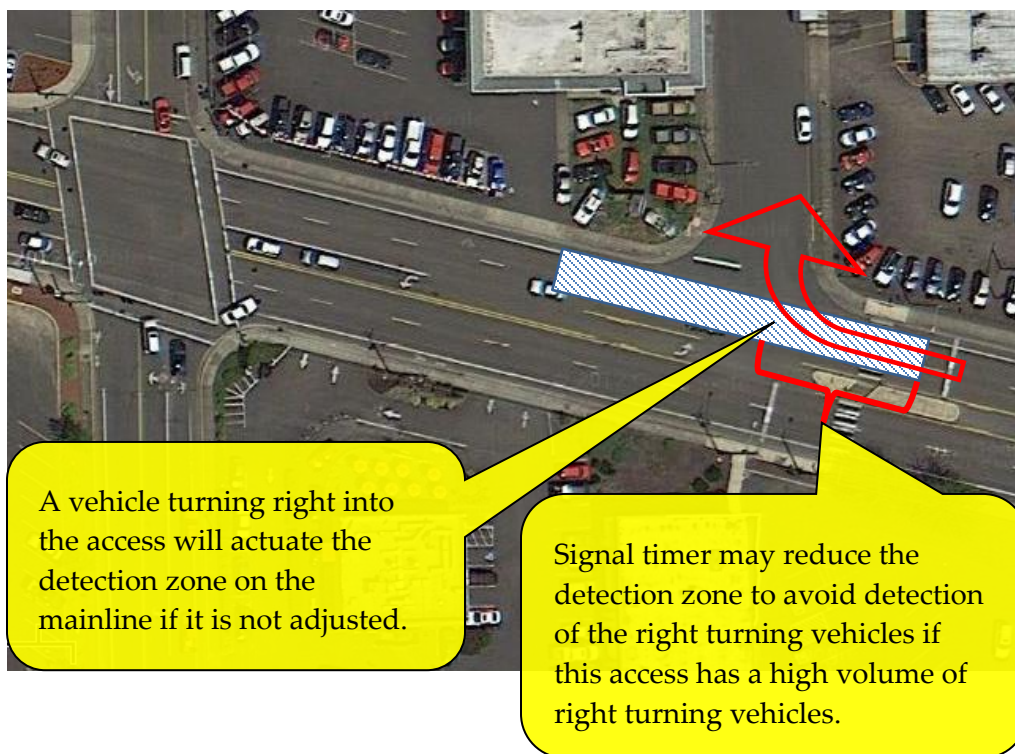 A vehicle turning right into
the access will actuate the
detection zone on the
mainline if it is not adjusted.
Signal timer may reduce the
detection zone to avoid detection
of the right turning vehicles if
this access has a high volume of
right turning vehicles.